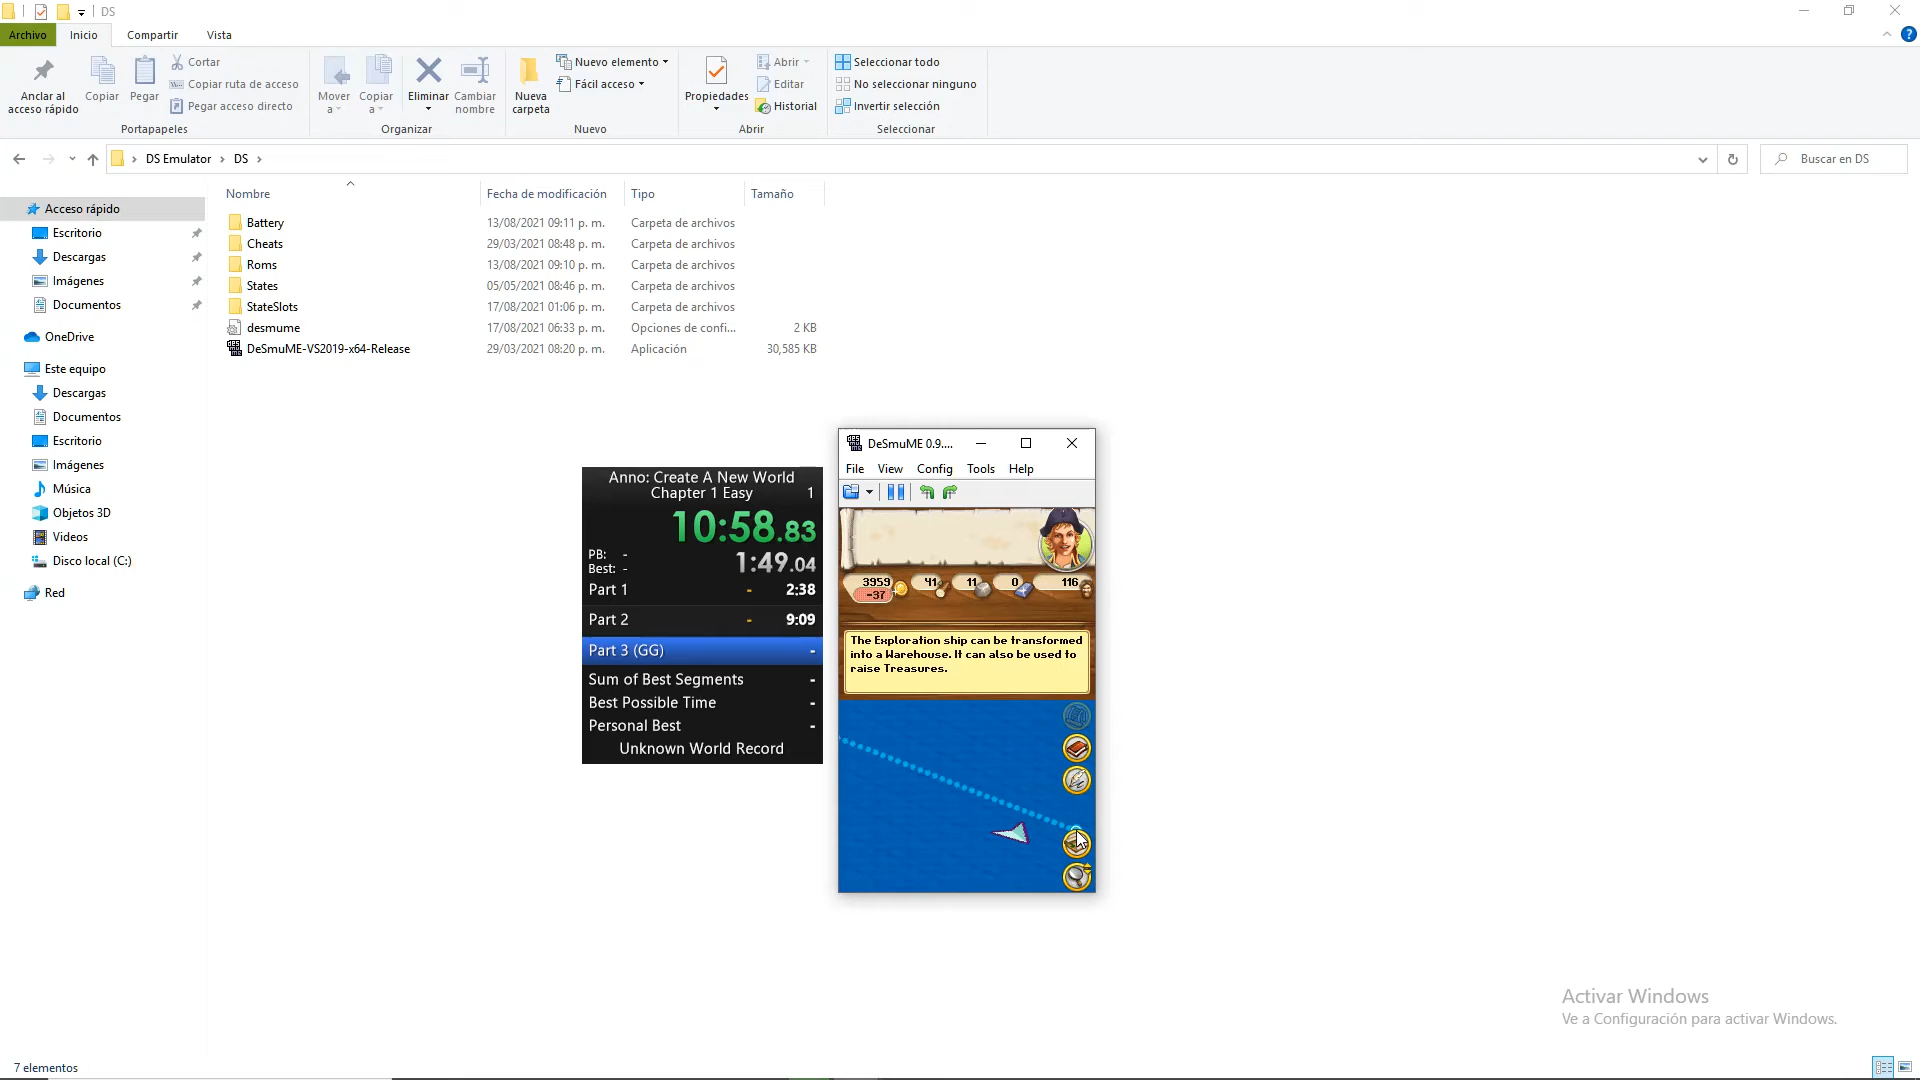 DS
Archivo Inicio Compartir Vista
Anclar al acceso rápido
Copiar
Pegar
Cortar
Copiar ruta de acceso
Pegar acceso directo
Portapapeles
Mover a
Copiar a
Eliminar
Cambiar nombre
Organizar
Nueva carpeta
Nuevo elemento
Fácil acceso
Nuevo
Propiedades
Abrir
Editar
Historial
Abrir
Seleccionar todo
No seleccionar ninguno
Invertir selección
Seleccionar
DS Emulator DS
Buscar en DS
Acceso rápido
Escritorio
Descargas
Imágenes
Documentos
OneDrive
Este equipo
Descargas
Documentos
Escritorio
Imágenes
Música
Objetos 3D
Videos
Disco local (C:)
Red
Nombre Fecha de modificación Tipo Tamaño
Battery 13/08/2021 09:11 p. m. Carpeta de archivos
Cheats 29/03/2021 08:48 p. m. Carpeta de archivos
Roms 13/08/2021 09:10 p. m. Carpeta de archivos
States 05/05/2021 08:46 p. m. Carpeta de archivos
StateSlots 17/08/2021 01:06 p. m. Carpeta de archivos
desmume 17/08/2021 06:33 p. m. Opciones de confi... 2 KB
DeSmuME-VS2019-x64-Release 29/03/2021 08:20 p. m. Aplicación 30,585 KB
Anno: Create A New World
Chapter 1 Easy 1
10:58.83
PB: - 1:49.04
Best: -
Part 1 - 2:38
Part 2 - 9:09
Part 3 (GG) -
Sum of Best Segments -
Best Possible Time -
Personal Best -
Unknown World Record
DeSmuME 0.9....
File View Config Tools Help
3959 41 11 0 116
-37
The Exploration ship can be transformed
into a Warehouse. It can also be used to
raise Treasures.
Activar Windows
Ve a Configuración para activar Windows.
7 elementos